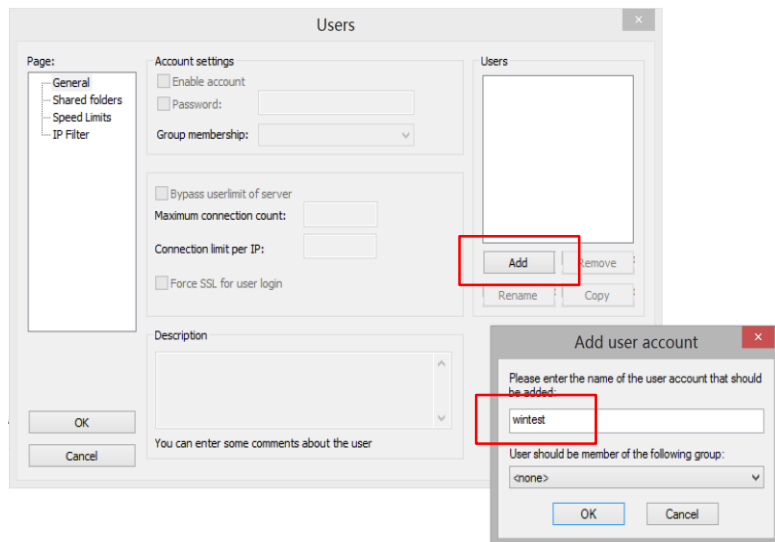 Users
Page:
General
Shared folders
Speed Limits
IP Filter
Account settings
Enable account
Password:
Group membership:
Bypass userlimit of server
Maximum connection count:
Connection limit per IP:
Force SSL for user login
Description
You can enter some comments about the user
OK
Cancel
Users
Add
Remove
Rename
Copy
Add user account
Please enter the name of the user account that should
be added:
wintest
User should be member of the following group:
<none>
OK
Cancel